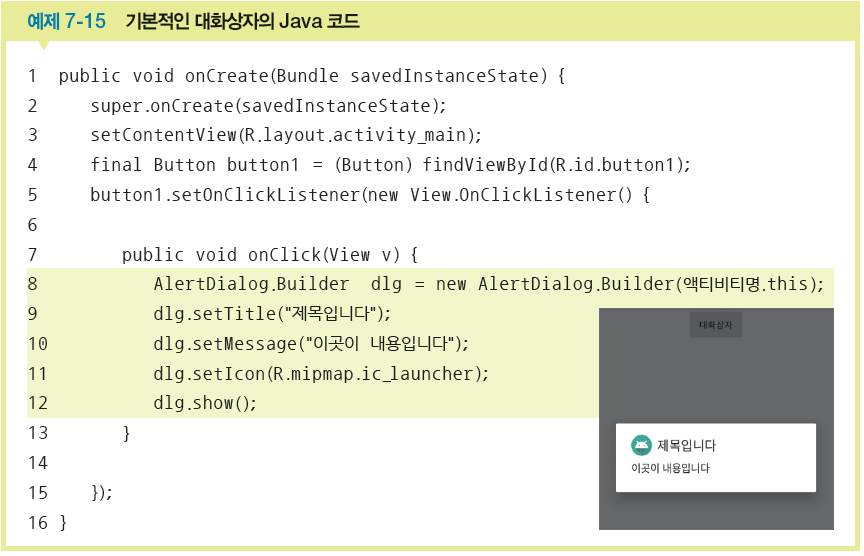 예제 7-15 기본적인 대화상자의 Java 코드
1 public void onCreate(Bundle savedInstanceState) {
2 super.onCreate(savedInstanceState);
3 setContentView(R.layout.activity_main);
4 final Button button1 = (Button) findViewById(R.id.button1);
5 button1.setOnClickListener(new View.OnClickListener() {
6
7 public void onClick(View v) {
8 AlertDialog.Builder dlg = new AlertDialog.Builder(액티비티명.this);
9 dlg.setTitle("제목입니다");
10 dlg.setMessage("이곳이 내용입니다");
11 dlg.setIcon(R.mipmap.ic_launcher);
12 dlg.show();
13 }
14
15 });
16 }
대화상자
제목입니다
이곳이 내용입니다